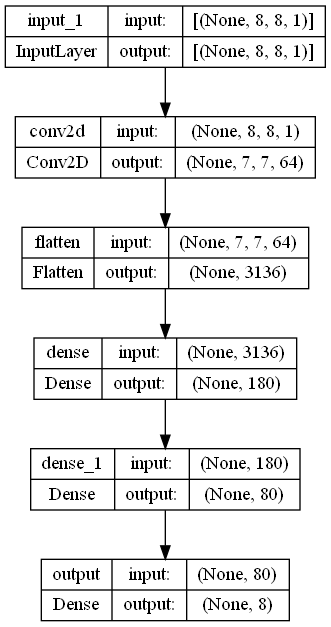 input_1 input: [(None, 8, 8, 1)]
InputLayer output: [(None, 8, 8, 1)]
conv2d input: (None, 8, 8, 1)
Conv2D output: (None, 7, 7, 64)
flatten input: (None, 7, 7, 64)
Flatten output: (None, 3136)
dense input: (None, 3136)
Dense output: (None, 180)
dense_1 input: (None, 180)
Dense output: (None, 80)
output input: (None, 80)
Dense output: (None, 8)